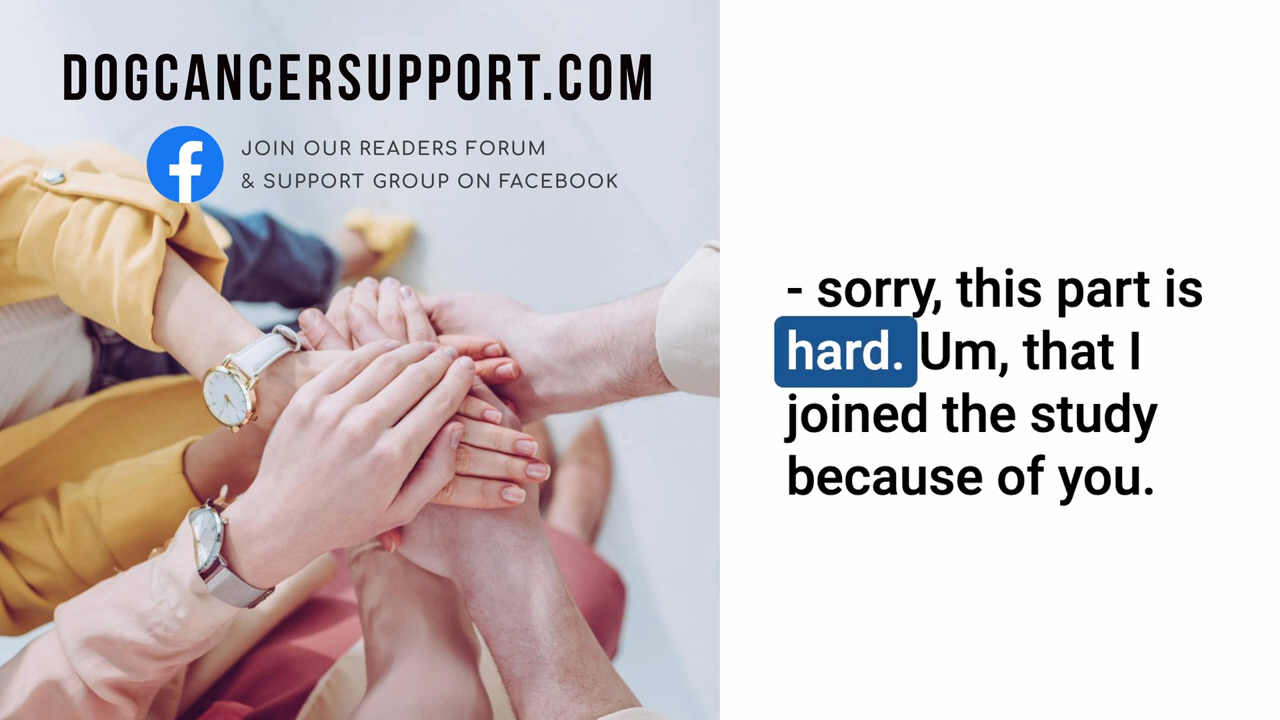 DOGCANCERSUPPORT.COM
JOIN OUR READERS FORUM
& SUPPORT GROUP ON FACEBOOK
- sorry, this part is
hard. Um, that I
joined the study
because of you.